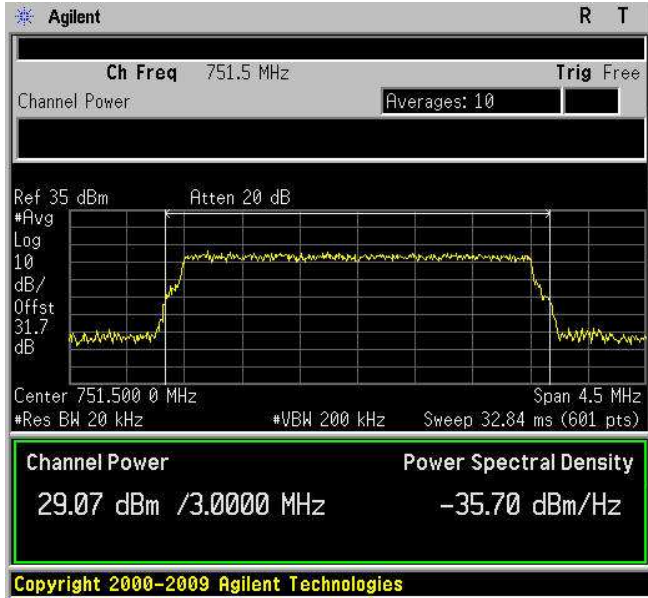 Agilent R T
Ch Freq 751.5 MHz Trig Free
Channel Power Averages: 10
Ref 35 dBm Atten 20 dB
#Avg
Log
10
dB/
Offst
31.7
dB
Center 751.500 0 MHz Span 4.5 MHz
#Res BW 20 kHz #VBW 200 kHz Sweep 32.84 ms (601 pts)
Channel Power Power Spectral Density
29.07 dBm /3.0000 MHz -35.70 dBm/Hz
Copyright 2000-2009 Agilent Technologies